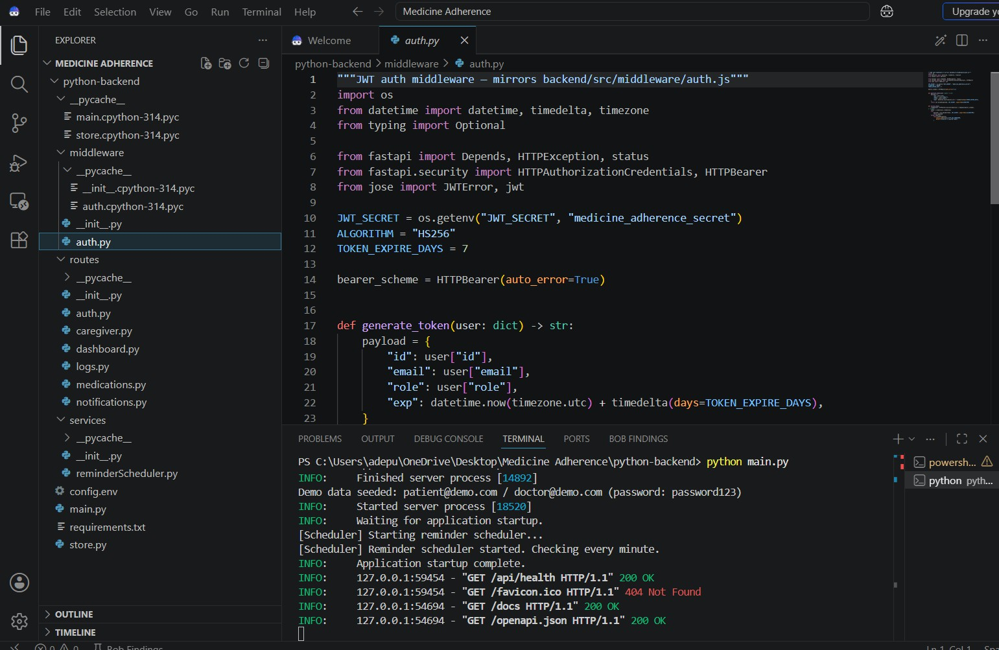 File Edit Selection View Go Run Terminal Help
Medicine Adherence
Upgrade yo
EXPLORER
MEDICINE ADHERENCE
python-backend
__pycache__
main.cpython-314.pyc
store.cpython-314.pyc
middleware
__pycache__
__init__.cpython-314.pyc
auth.cpython-314.pyc
__init__.py
auth.py
routes
__pycache__
__init__.py
auth.py
caregiver.py
dashboard.py
logs.py
medications.py
notifications.py
services
__pycache__
__init__.py
reminderScheduler.py
config.env
main.py
requirements.txt
store.py
OUTLINE
TIMELINE
Welcome
auth.py
python-backend > middleware > auth.py
1 """JWT auth middleware — mirrors backend/src/middleware/auth.js"""
2 import os
3 from datetime import datetime, timedelta, timezone
4 from typing import Optional
5
6 from fastapi import Depends, HTTPException, status
7 from fastapi.security import HTTPAuthorizationCredentials, HTTPBearer
8 from jose import JWTError, jwt
9
10 JWT_SECRET = os.getenv("JWT_SECRET", "medicine_adherence_secret")
11 ALGORITHM = "HS256"
12 TOKEN_EXPIRE_DAYS = 7
13
14 bearer_scheme = HTTPBearer(auto_error=True)
15
16
17 def generate_token(user: dict) -> str:
18 payload = {
19 "id": user["id"],
20 "email": user["email"],
21 "role": user["role"],
22 "exp": datetime.now(timezone.utc) + timedelta(days=TOKEN_EXPIRE_DAYS),
23 }
PROBLEMS OUTPUT DEBUG CONSOLE TERMINAL PORTS BOB FINDINGS
PS C:\Users\adepu\OneDrive\Desktop\Medicine Adherence\python-backend> python main.py
INFO: Finished server process [14892]
Demo data seeded: patient@demo.com / doctor@demo.com (password: password123)
INFO: Started server process [18520]
INFO: Waiting for application startup.
[Scheduler] Starting reminder scheduler...
[Scheduler] Reminder scheduler started. Checking every minute.
INFO: Application startup complete.
INFO: 127.0.0.1:59454 - "GET /api/health HTTP/1.1" 200 OK
INFO: 127.0.0.1:59454 - "GET /favicon.ico HTTP/1.1" 404 Not Found
INFO: 127.0.0.1:54694 - "GET /docs HTTP/1.1" 200 OK
INFO: 127.0.0.1:54694 - "GET /openapi.json HTTP/1.1" 200 OK
powersh...
python pyth...
0 0 Bob Findings
Ln 1, Col 1 Spa